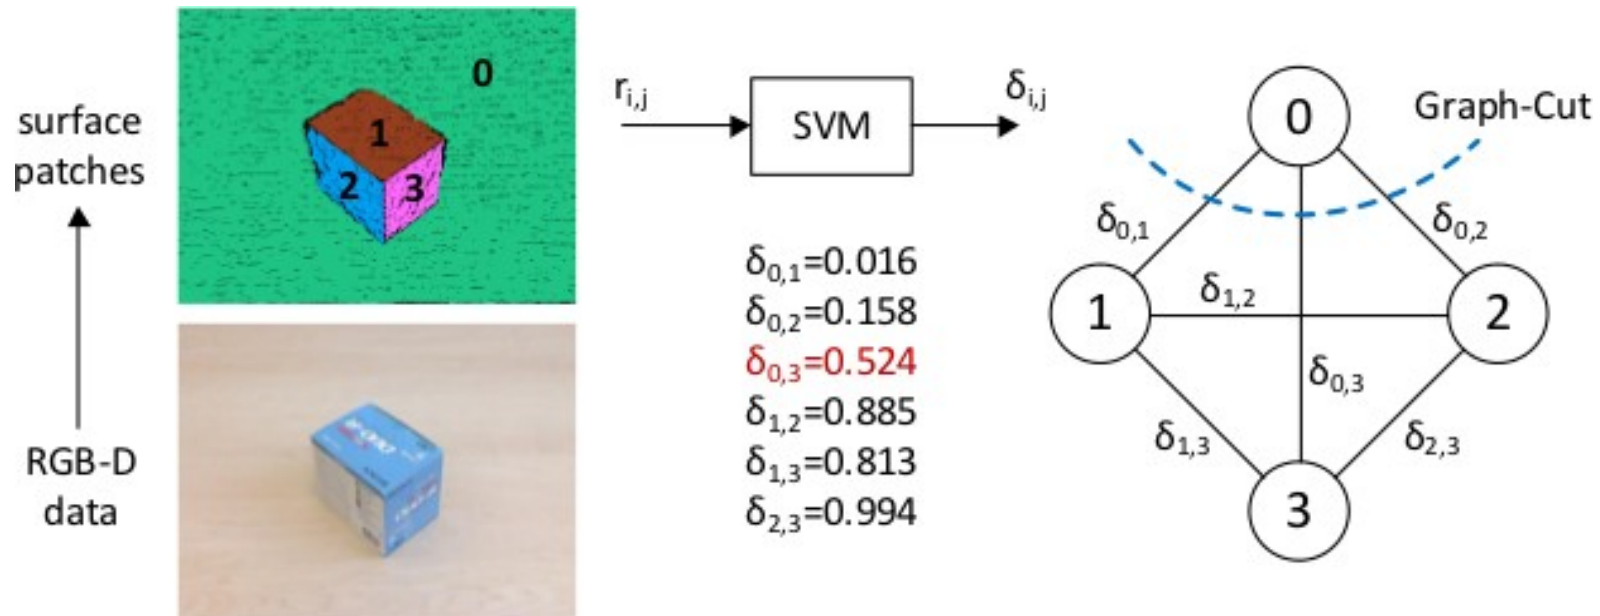 surface
patches
RGB-D
data
0
1
2
3
r_{i,j}
SVM
δ_{i,j}
δ_{0,1}=0.016
δ_{0,2}=0.158
δ_{0,3}=0.524
δ_{1,2}=0.885
δ_{1,3}=0.813
δ_{2,3}=0.994
Graph-Cut
0
δ_{0,1}
δ_{0,2}
1
δ_{1,2}
2
δ_{0,3}
δ_{1,3}
δ_{2,3}
3